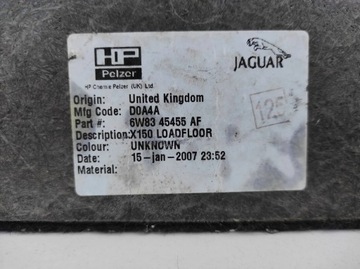 HP
Pelzer
HP Chemie Pelzer (UK) Ltd
JAGUAR
Origin: United Kingdom
Mfg Code: D0A4A
Part #: 6W83 45455 AF
Description:X150 LOADFLOOR
Colour: UNKNOWN
Date: 15-jan-2007 23:52
Material:
125